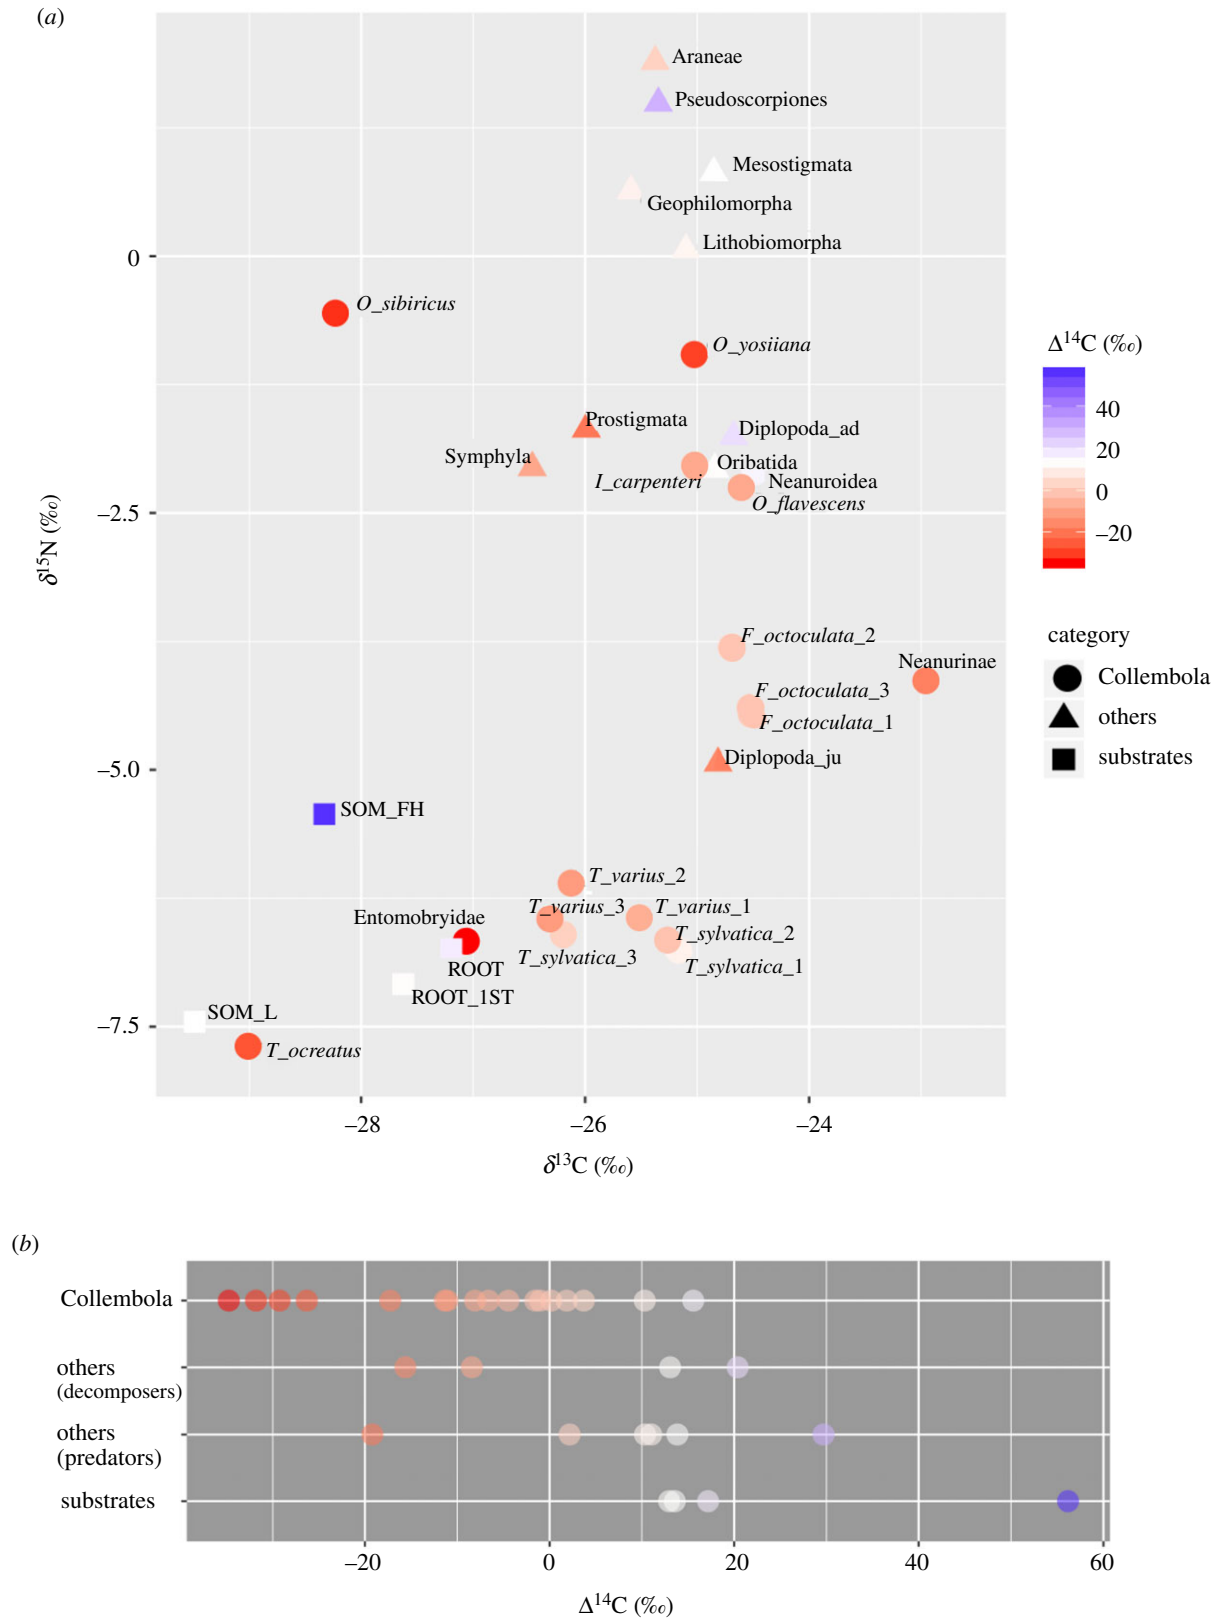 (a)
Araneae
Pseudoscorpiones
Mesostigmata
Geophilomorpha
Lithobiomorpha
0
O_sibiricus
O_yosiiana
Δ¹⁴C (‰)
40
20
0
–20
Prostigmata
Diplopoda_ad
Symphyla
Oribatida
I_carpenteri
Neanuroidea
O_flavescens
–2.5
δ¹⁵N (‰)
F_octoculata_2
Neanurinae
F_octoculata_3
F_octoculata_1
Diplopoda_ju
–5.0
category
Collembola
others
substrates
SOM_FH
T_varius_2
Entomobryidae
T_varius_3
T_varius_1
T_sylvatica_2
T_sylvatica_3
T_sylvatica_1
ROOT
ROOT_1ST
SOM_L
–7.5
T_ocreatus
–28
–26
–24
δ¹³C (‰)
(b)
Collembola
others
(decomposers)
others
(predators)
substrates
–20
0
20
40
60
Δ¹⁴C (‰)